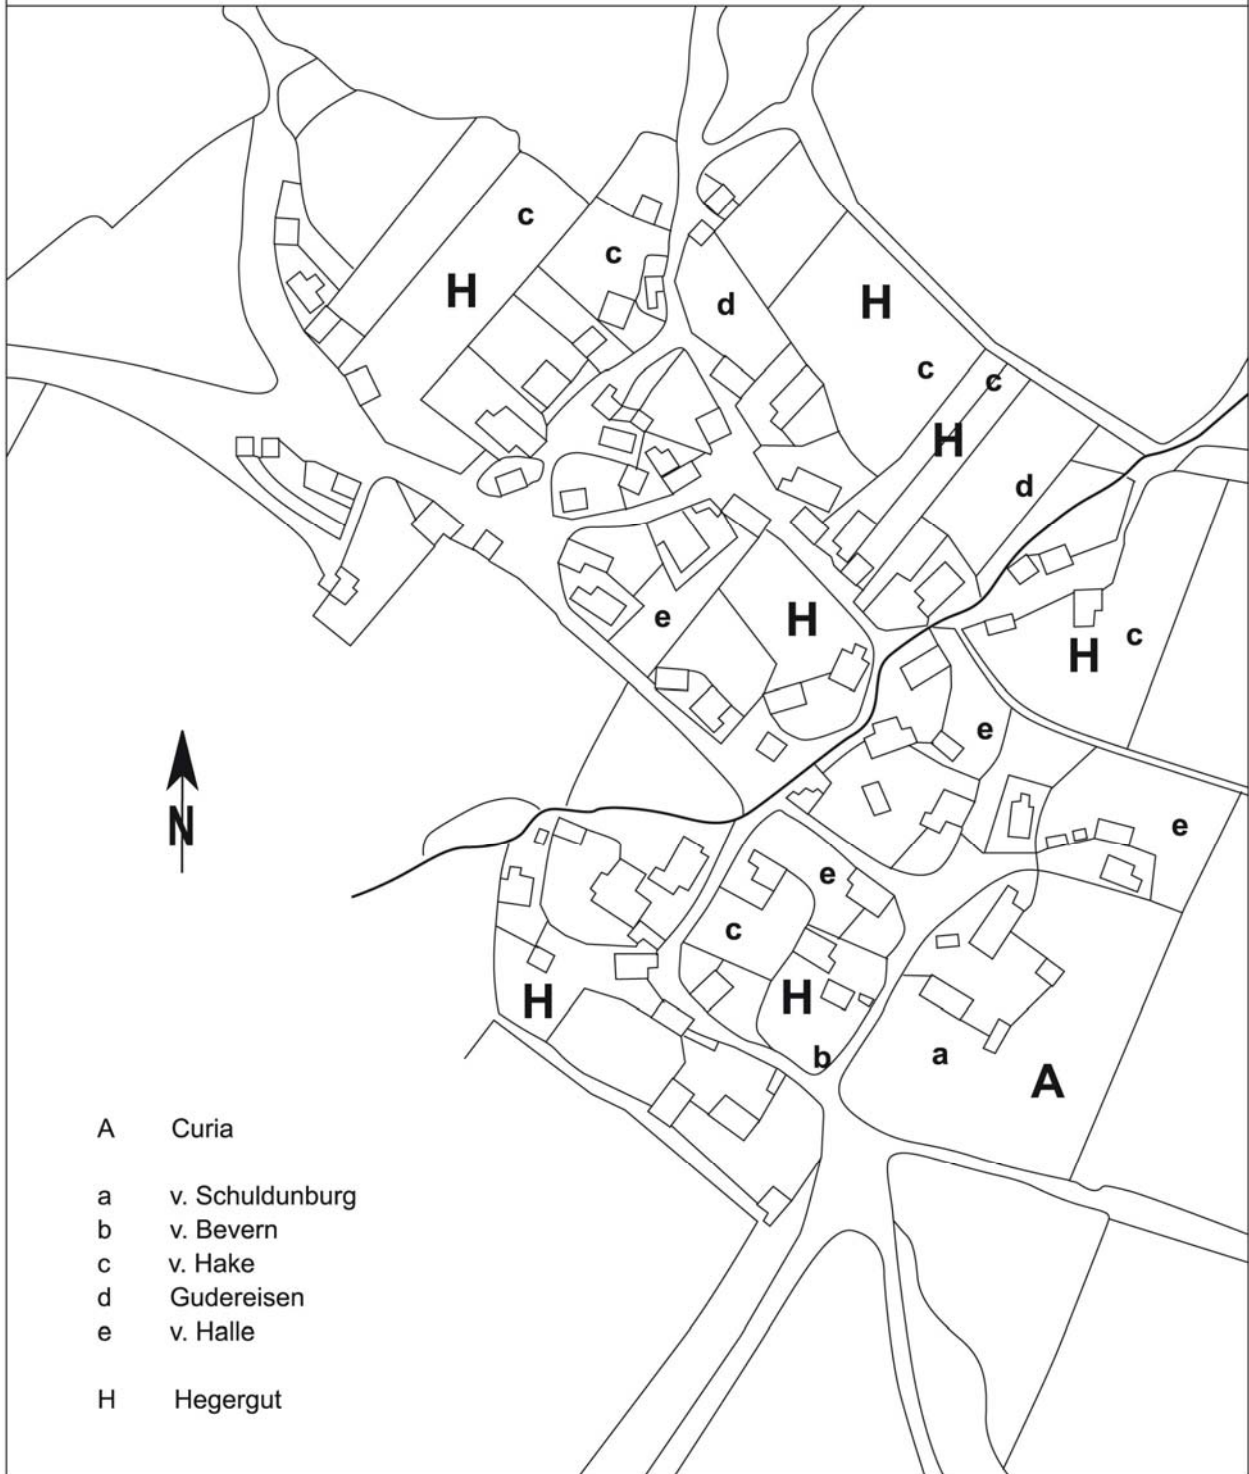 c
c
H
d
H
c
c
H
d
e
H
c
H
e
N
e
e
c
H
H
b
a
A
A Curia
a v. Schuldunburg
b v. Bevern
c v. Hake
d Gudereisen
e v. Halle
H Hegergut